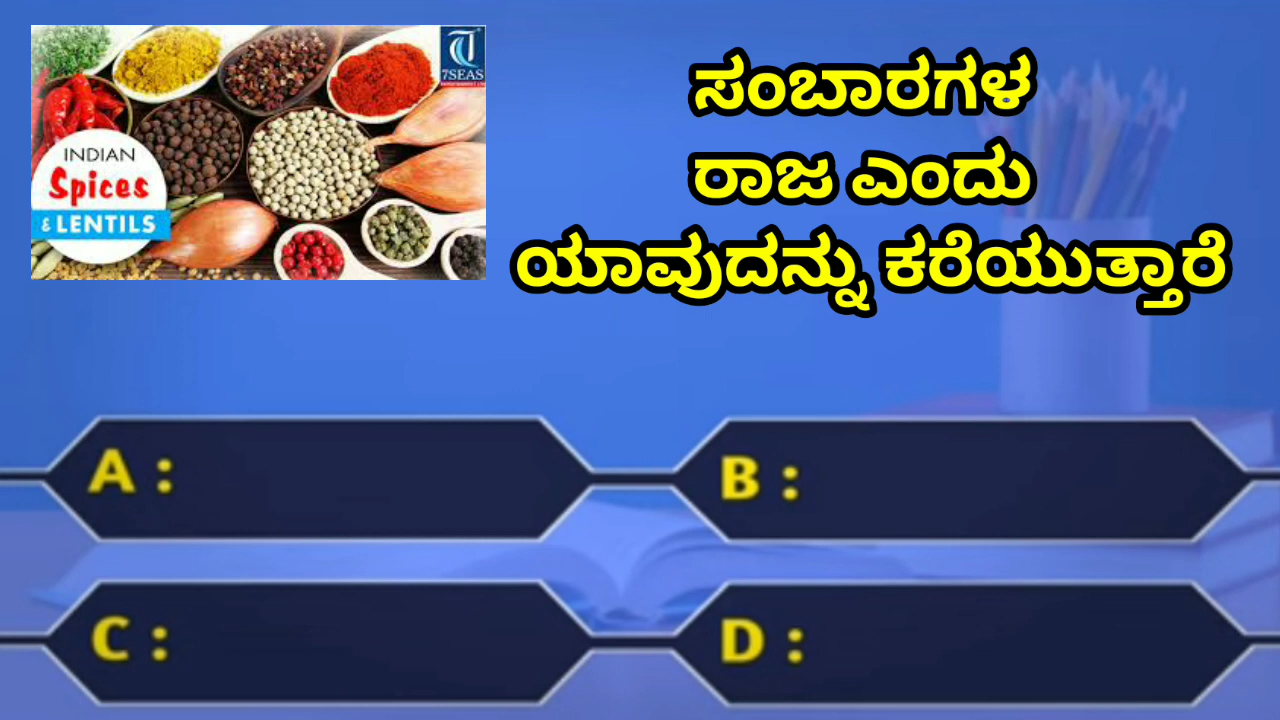 7SEAS
INDIAN
Spices
& LENTILS
ಸಂಬಾರಗಳ
ರಾಜ ಎಂದು
ಯಾವುದನ್ನು ಕರೆಯುತ್ತಾರೆ
A :
B :
C :
D :